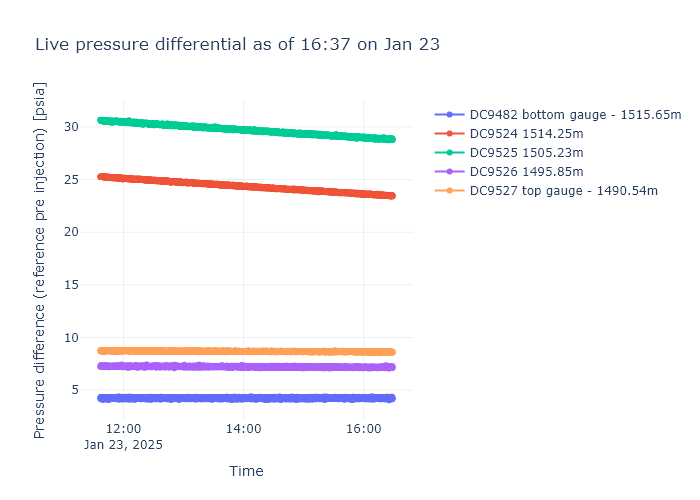 Live pressure differential as of 16:37 on Jan 23
Pressure difference (reference pre injection) [psia]
30
25
20
15
10
5
12:00
Jan 23, 2025
14:00
16:00
Time
DC9482 bottom gauge - 1515.65m
DC9524 1514.25m
DC9525 1505.23m
DC9526 1495.85m
DC9527 top gauge - 1490.54m